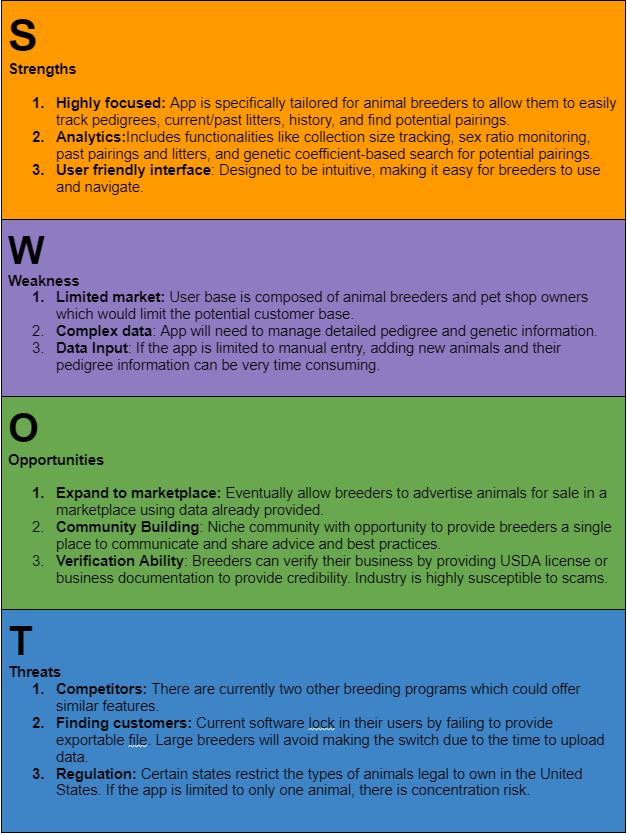 S
Strengths
1. Highly focused: App is specifically tailored for animal breeders to allow them to easily
track pedigrees, current/past litters, history, and find potential pairings.
2. Analytics:Includes functionalities like collection size tracking, sex ratio monitoring,
past pairings and litters, and genetic coefficient-based search for potential pairings.
3. User friendly interface: Designed to be intuitive, making it easy for breeders to use
and navigate.
W
Weakness
1. Limited market: User base is composed of animal breeders and pet shop owners
which would limit the potential customer base.
2. Complex data: App will need to manage detailed pedigree and genetic information.
3. Data Input: If the app is limited to manual entry, adding new animals and their
pedigree information can be very time consuming.
O
Opportunities
1. Expand to marketplace: Eventually allow breeders to advertise animals for sale in a
marketplace using data already provided.
2. Community Building: Niche community with opportunity to provide breeders a single
place to communicate and share advice and best practices.
3. Verification Ability: Breeders can verify their business by providing USDA license or
business documentation to provide credibility. Industry is highly susceptible to scams.
T
Threats
1. Competitors: There are currently two other breeding programs which could offer
similar features.
2. Finding customers: Current software lock in their users by failing to provide
exportable file. Large breeders will avoid making the switch due to the time to upload
data.
3. Regulation: Certain states restrict the types of animals legal to own in the United
States. If the app is limited to only one animal, there is concentration risk.